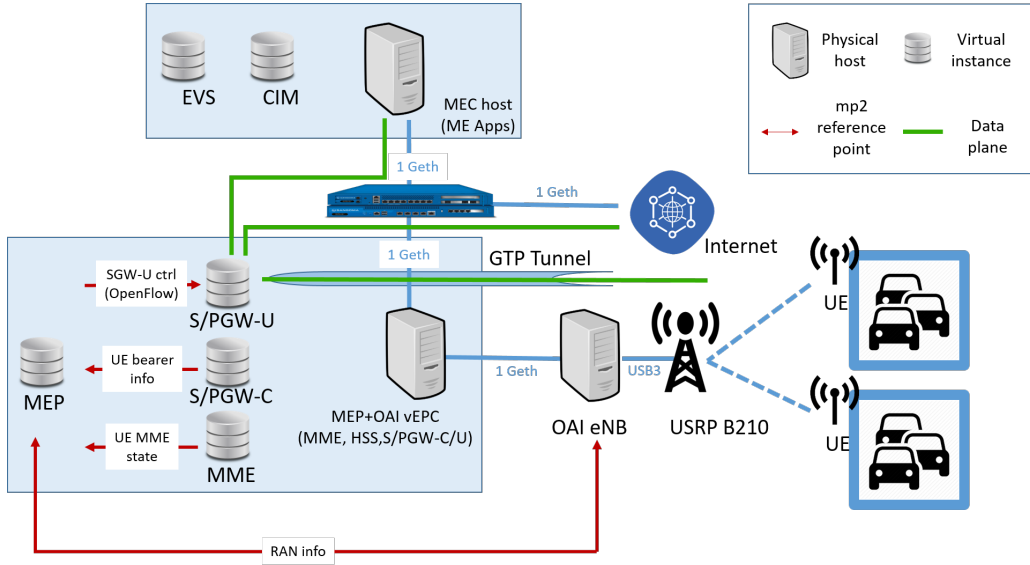 EVS
CIM
MEC host
(ME Apps)
Physical
host
Virtual
instance
mp2
reference
point
Data
plane
1 Geth
1 Geth
Internet
1 Geth
GTP Tunnel
SGW-U ctrl
(OpenFlow)
S/PGW-U
UE
MEP
UE bearer
info
S/PGW-C
1 Geth
USB3
MEP+OAI vEPC
(MME, HSS,S/PGW-C/U)
OAI eNB
USRP B210
UE
UE MME
state
MME
RAN info